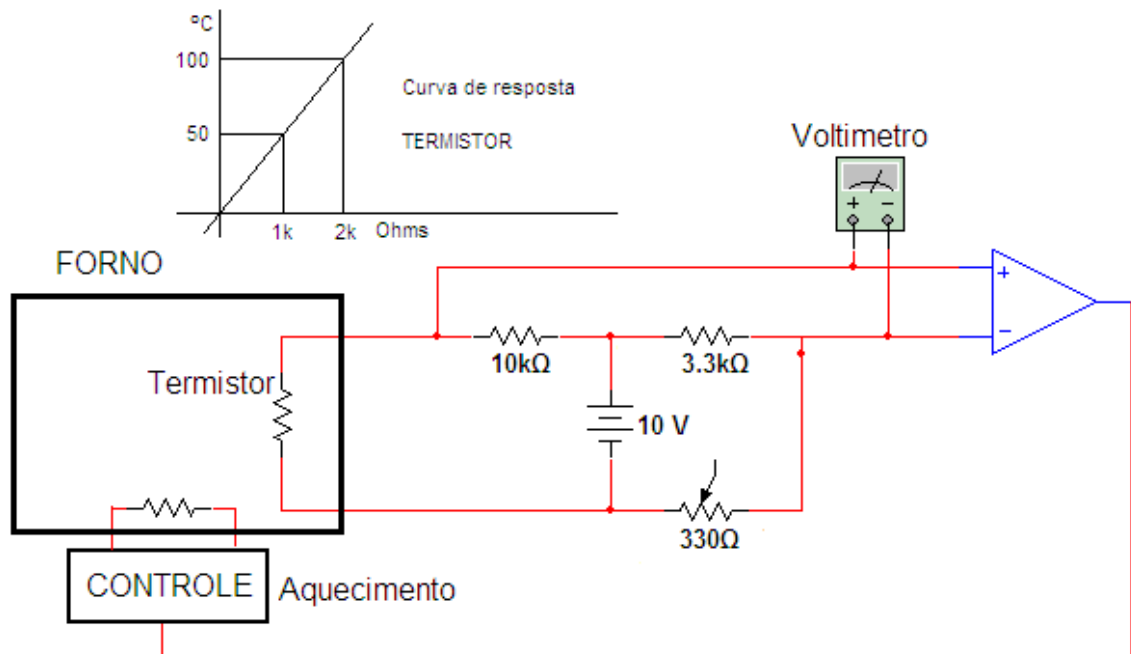 ºC
100
50
1k
2k
Ohms
Curva de resposta
TERMISTOR
Voltimetro
+ −
FORNO
Termistor
10kΩ
3.3kΩ
10 V
330Ω
+
−
CONTROLE
Aquecimento